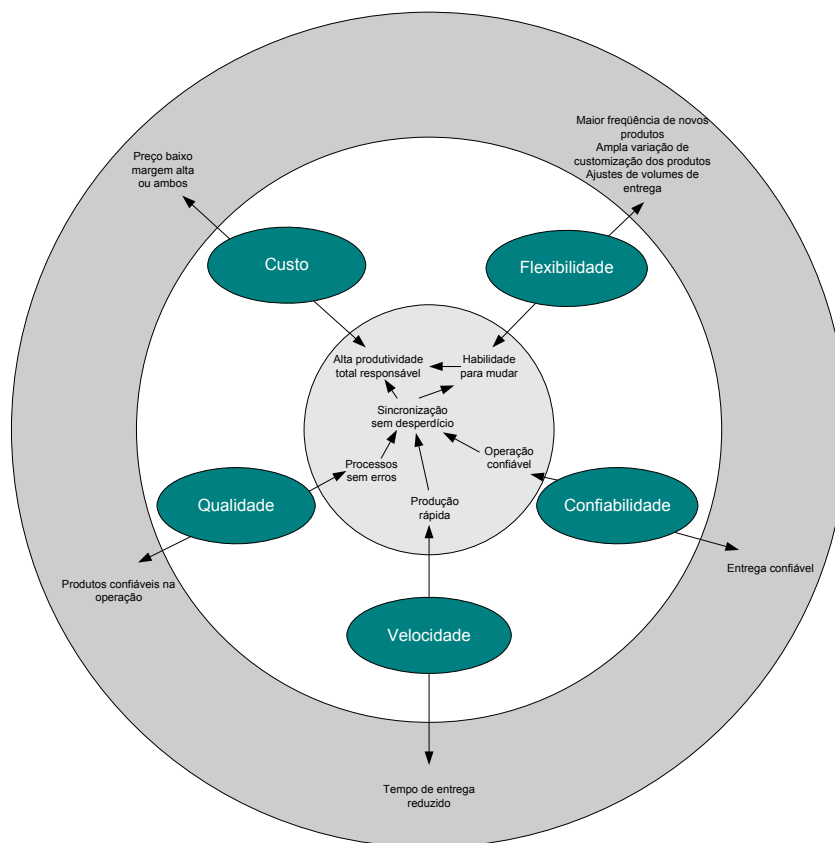 Maior freqüência de novos
produtos
Ampla variação de
customização dos produtos
Ajustes de volumes de
entrega
Preço baixo
margem alta
ou ambos
Custo
Flexibilidade
Alta produtividade
total responsável
Habilidade
para mudar
Sincronização
sem desperdício
Processos
sem erros
Operação
confiável
Produção
rápida
Qualidade
Confiabilidade
Produtos confiáveis na
operação
Entrega confiável
Velocidade
Tempo de entrega
reduzido